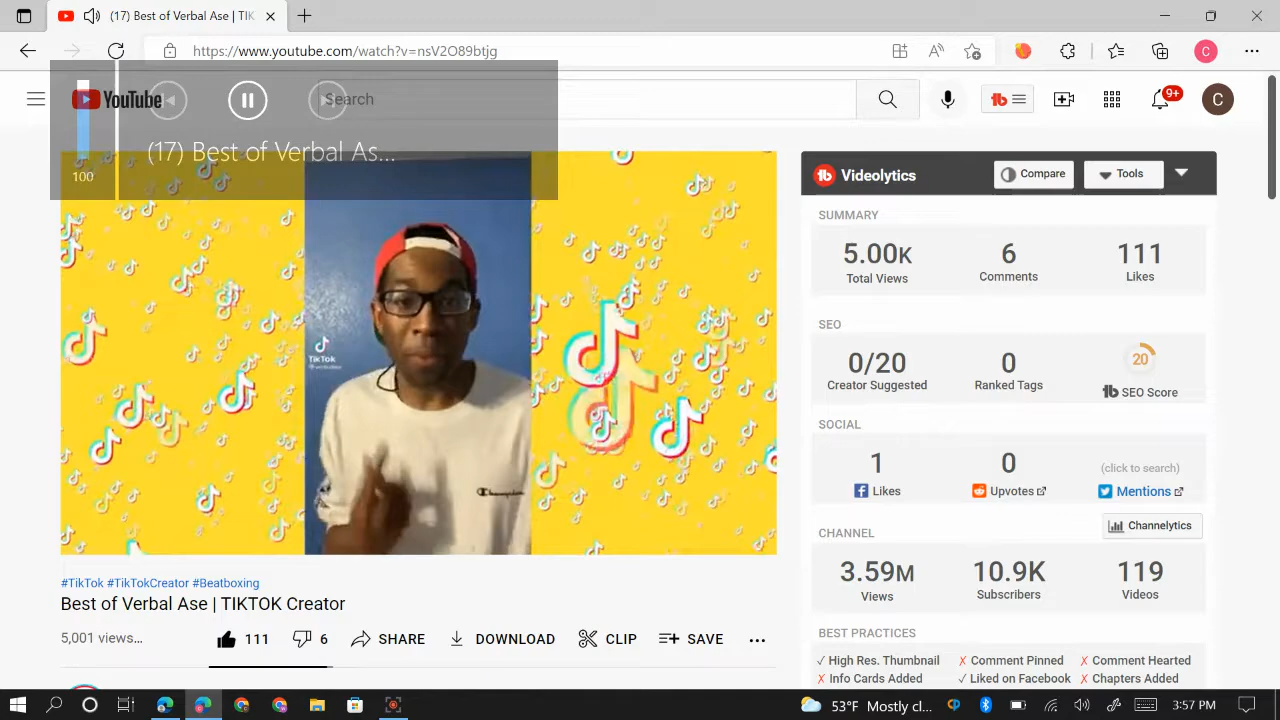 (17) Best of Verbal Ase | TIK
https://www.youtube.com/watch?v=nsV2O89btjg
YouTube
Search
9+
C
C
100
(17) Best of Verbal As...
TikTok
Champion
Videolytics
Compare
Tools
SUMMARY
5.00K
6
111
Total Views
Comments
Likes
SEO
0/20
0
20
Creator Suggested
Ranked Tags
tb SEO Score
SOCIAL
1
0
(click to search)
Likes
Upvotes
Mentions
CHANNEL
Channelytics
3.59M
10.9K
119
Views
Subscribers
Videos
BEST PRACTICES
✓ High Res. Thumbnail
✗ Comment Pinned
✗ Comment Hearted
✗ Info Cards Added
✓ Liked on Facebook
✗ Chapters Added
#TikTok #TikTokCreator #Beatboxing
Best of Verbal Ase | TIKTOK Creator
5,001 views...
111
6
SHARE
DOWNLOAD
CLIP
SAVE
53°F Mostly cl...
3:57 PM